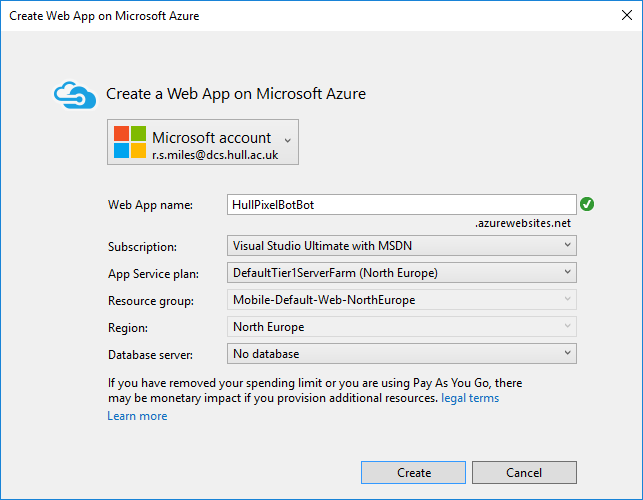 Create Web App on Microsoft Azure
Create a Web App on Microsoft Azure
Microsoft account
r.s.miles@dcs.hull.ac.uk
Web App name: HullPixelBotBot
.azurewebsites.net
Subscription: Visual Studio Ultimate with MSDN
App Service plan: DefaultTier1ServerFarm (North Europe)
Resource group: Mobile-Default-Web-NorthEurope
Region: North Europe
Database server: No database
If you have removed your spending limit or you are using Pay As You Go, there
may be monetary impact if you provision additional resources. legal terms
Learn more
Create Cancel